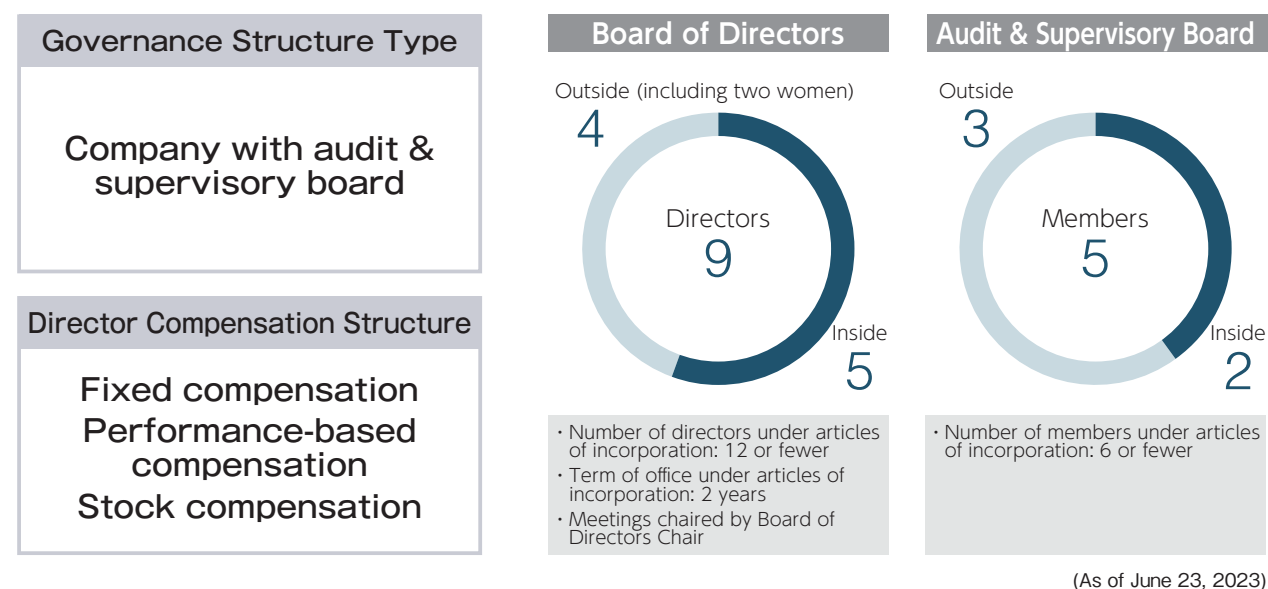 Governance Structure Type
Company with audit &
supervisory board
Director Compensation Structure
Fixed compensation
Performance-based
compensation
Stock compensation
Board of Directors
Outside (including two women)
4
Directors
9
Inside
5
・Number of directors under articles
of incorporation: 12 or fewer
・Term of office under articles of
incorporation: 2 years
・Meetings chaired by Board of
Directors Chair
Audit & Supervisory Board
Outside
3
Members
5
Inside
2
・Number of members under articles
of incorporation: 6 or fewer
(As of June 23, 2023)